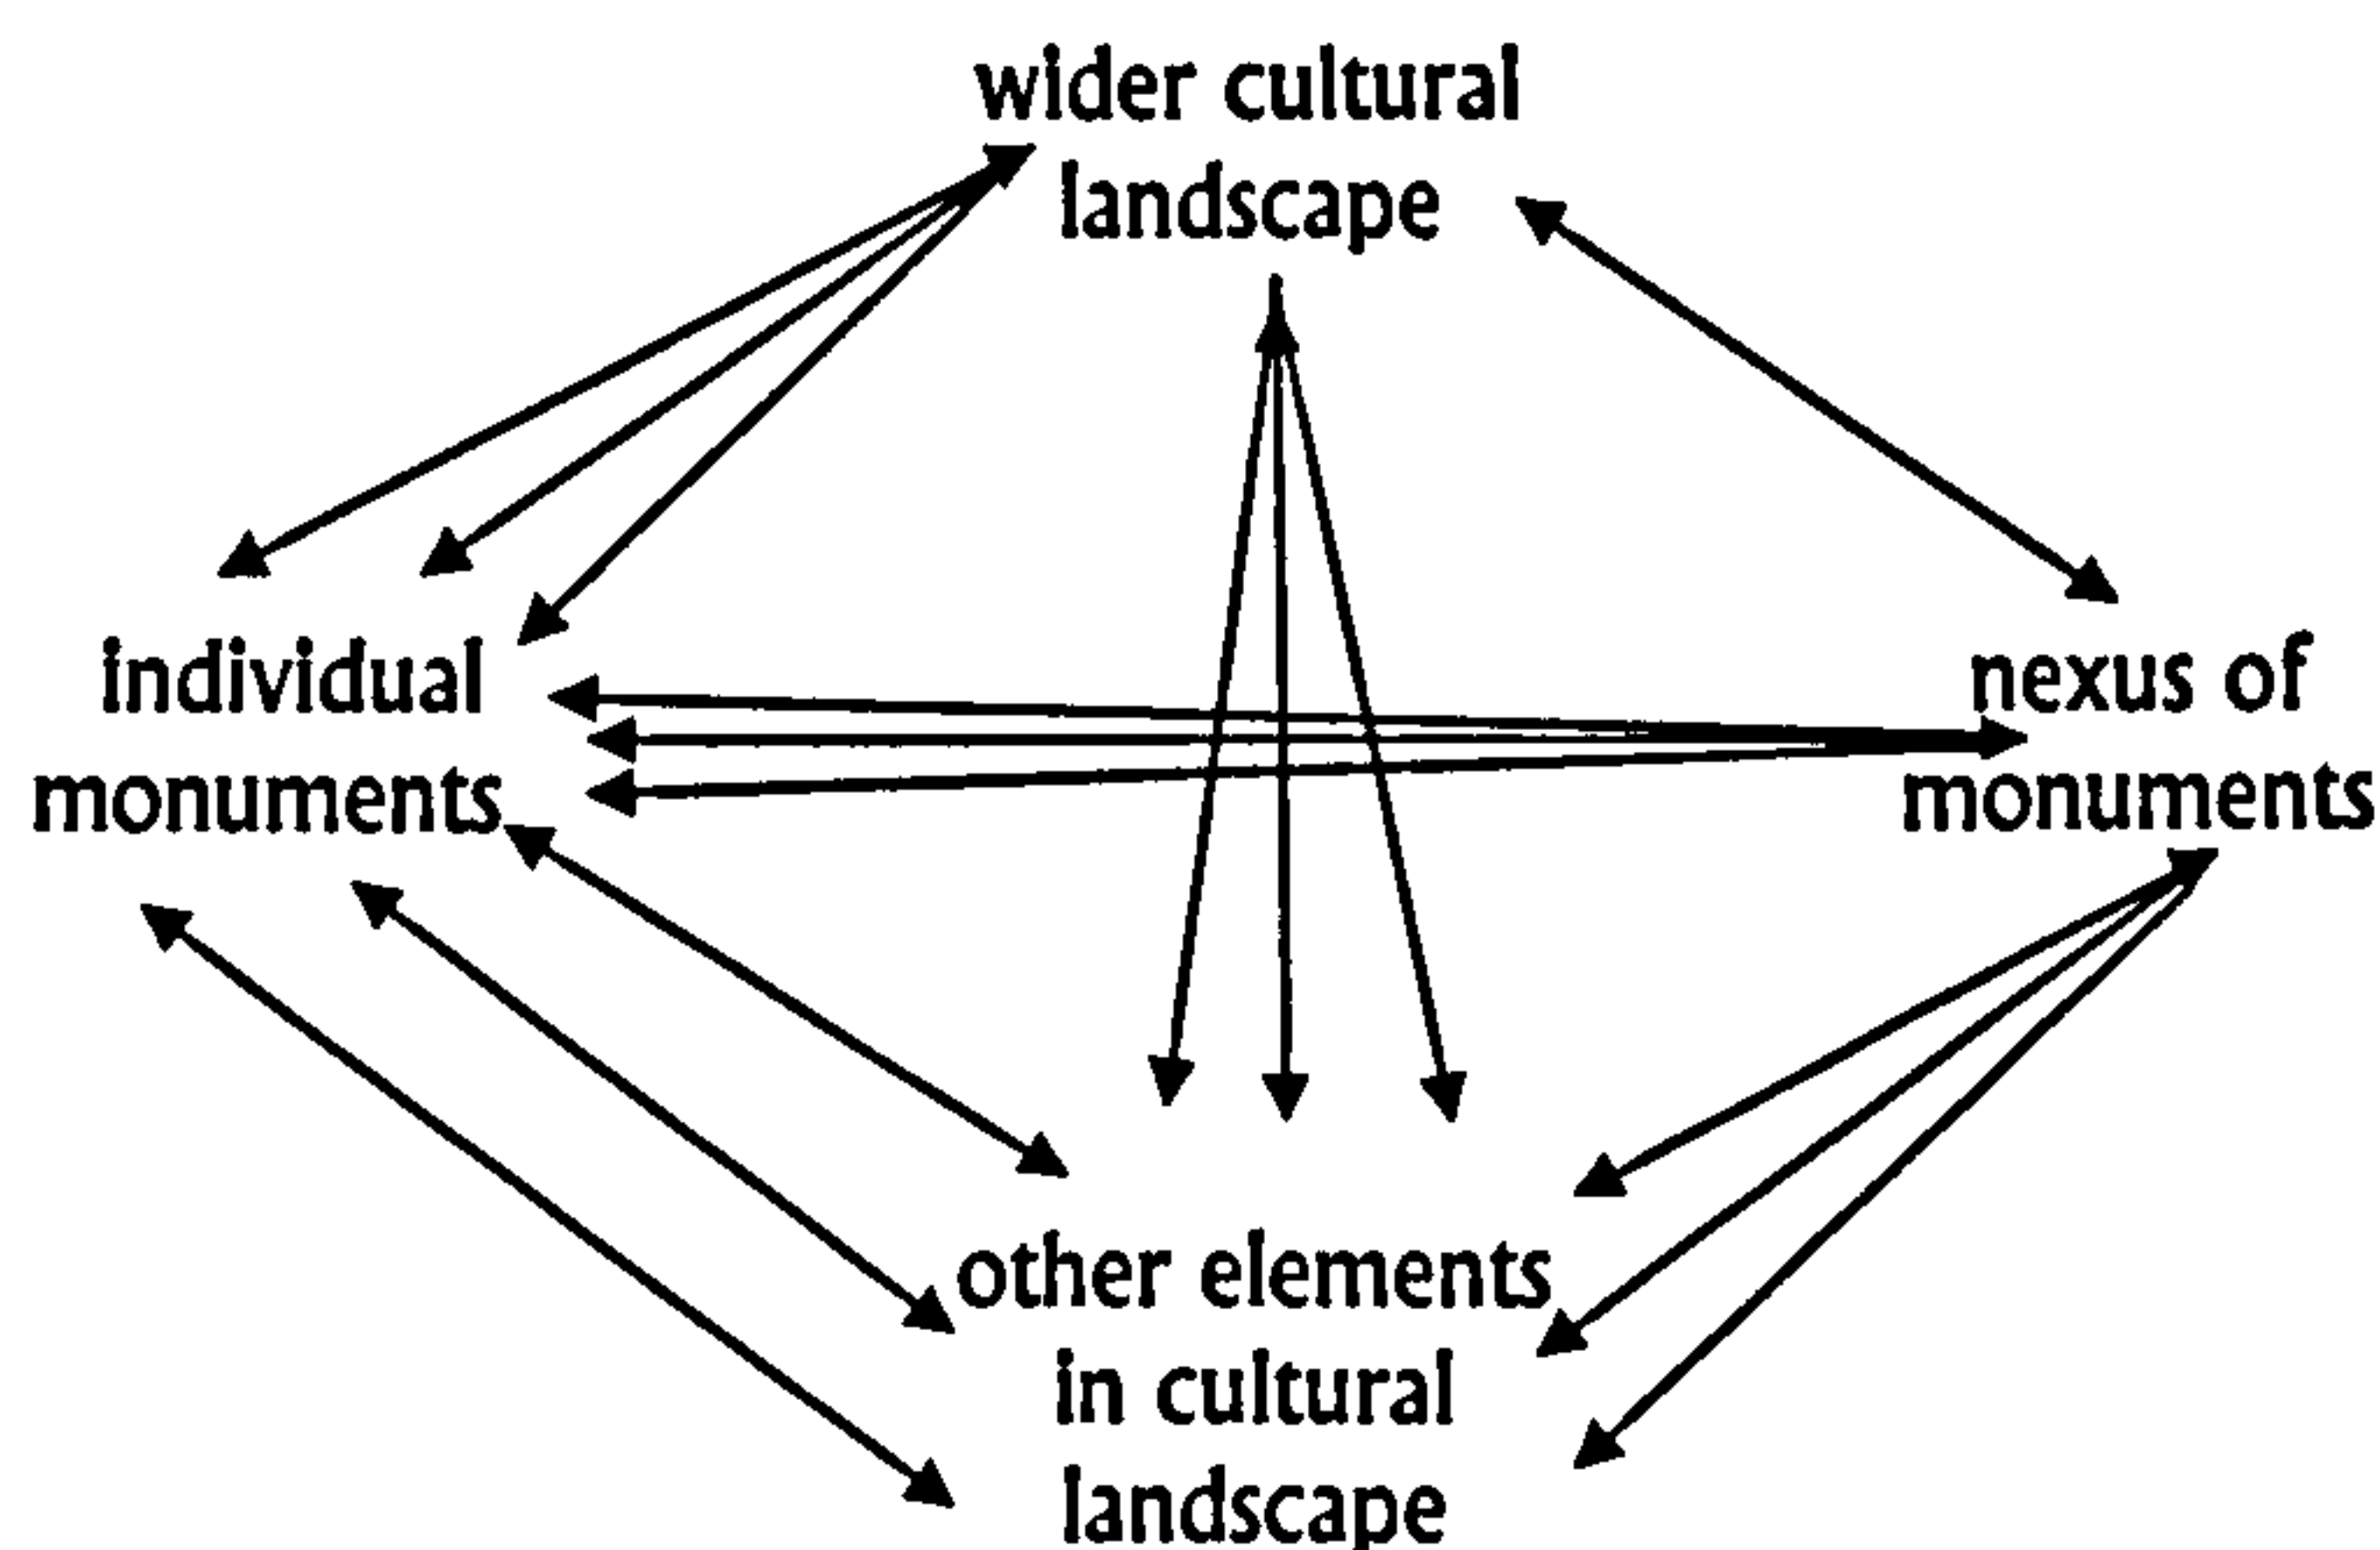 wider cultural
landscape
individual
monuments
nexus of
monuments
other elements
in cultural
landscape